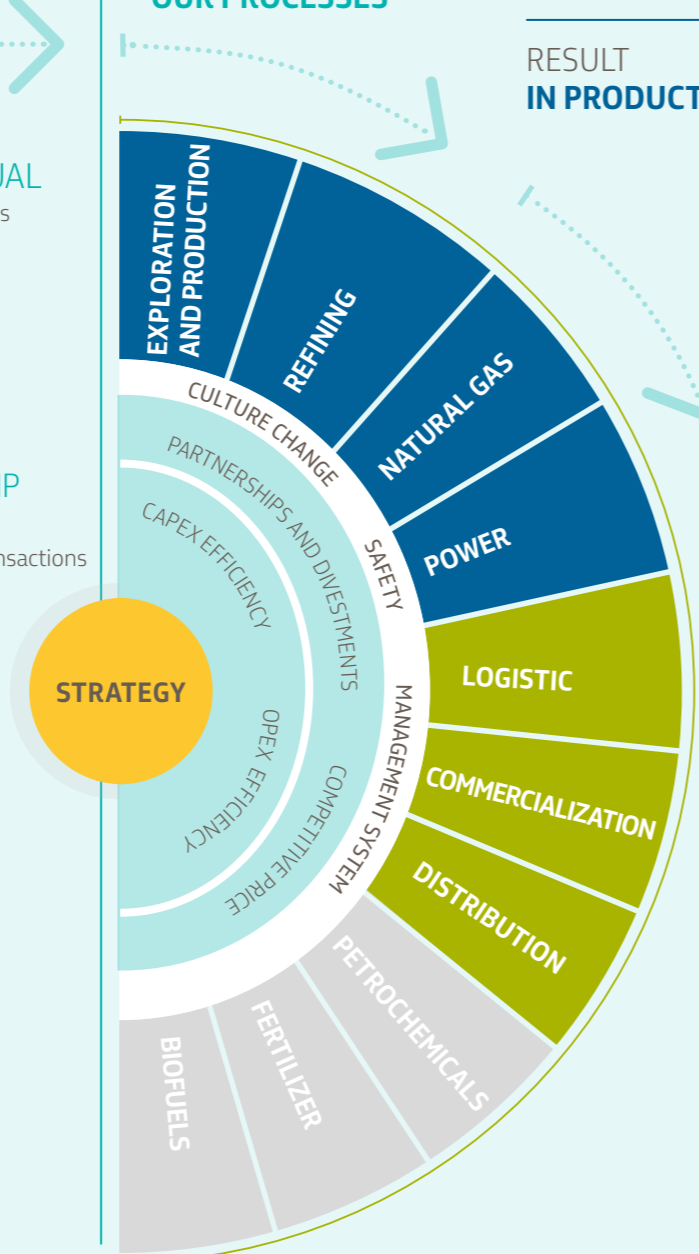 OUR PROCESSES
RESULT
IN PRODUCT
UAL
s
IP
nsactions
EXPLORATION
AND PRODUCTION
REFINING
NATURAL GAS
POWER
LOGISTIC
COMMERCIALIZATION
DISTRIBUTION
PETROCHEMICALS
FERTILIZER
BIOFUELS
CULTURE CHANGE
SAFETY
MANAGEMENT SYSTEM
PARTNERSHIPS AND DIVESTMENTS
COMPETITIVE PRICE
CAPEX EFFICIENCY
OPEX EFFICIENCY
STRATEGY